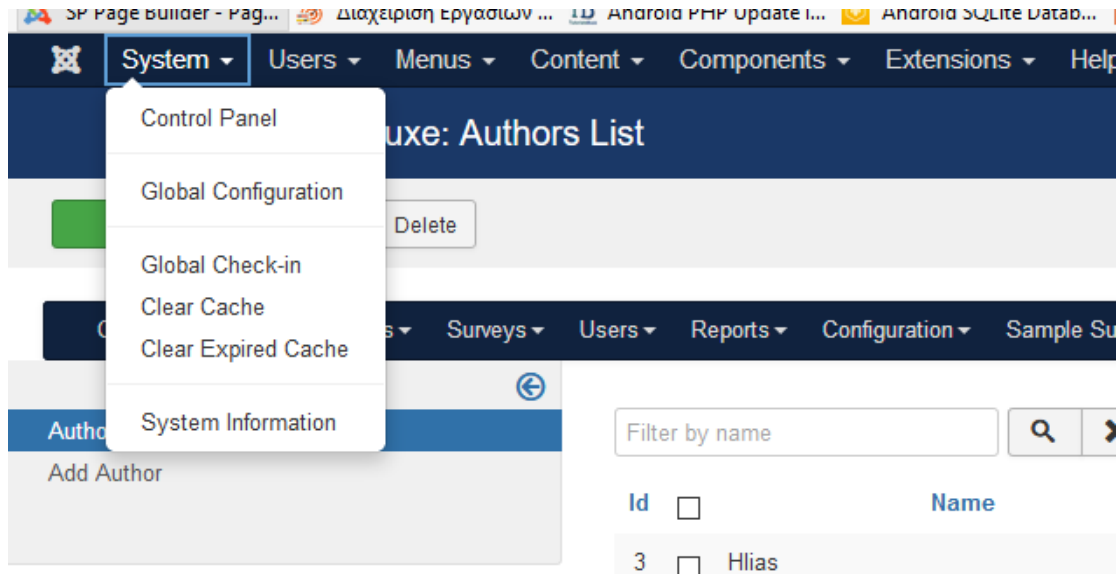 SP Page Builder - Pag... Διαχείριση Εργασιών ... Android PHP Update i... Android SQLite Datab...
System Users Menus Content Components Extensions Help
Control Panel
uxe: Authors List
Global Configuration
Delete
Global Check-in
Clear Cache
s Surveys Users Reports Configuration Sample Su
Clear Expired Cache
System Information
Autho
Filter by name
Add Author
Id Name
3 Hlias